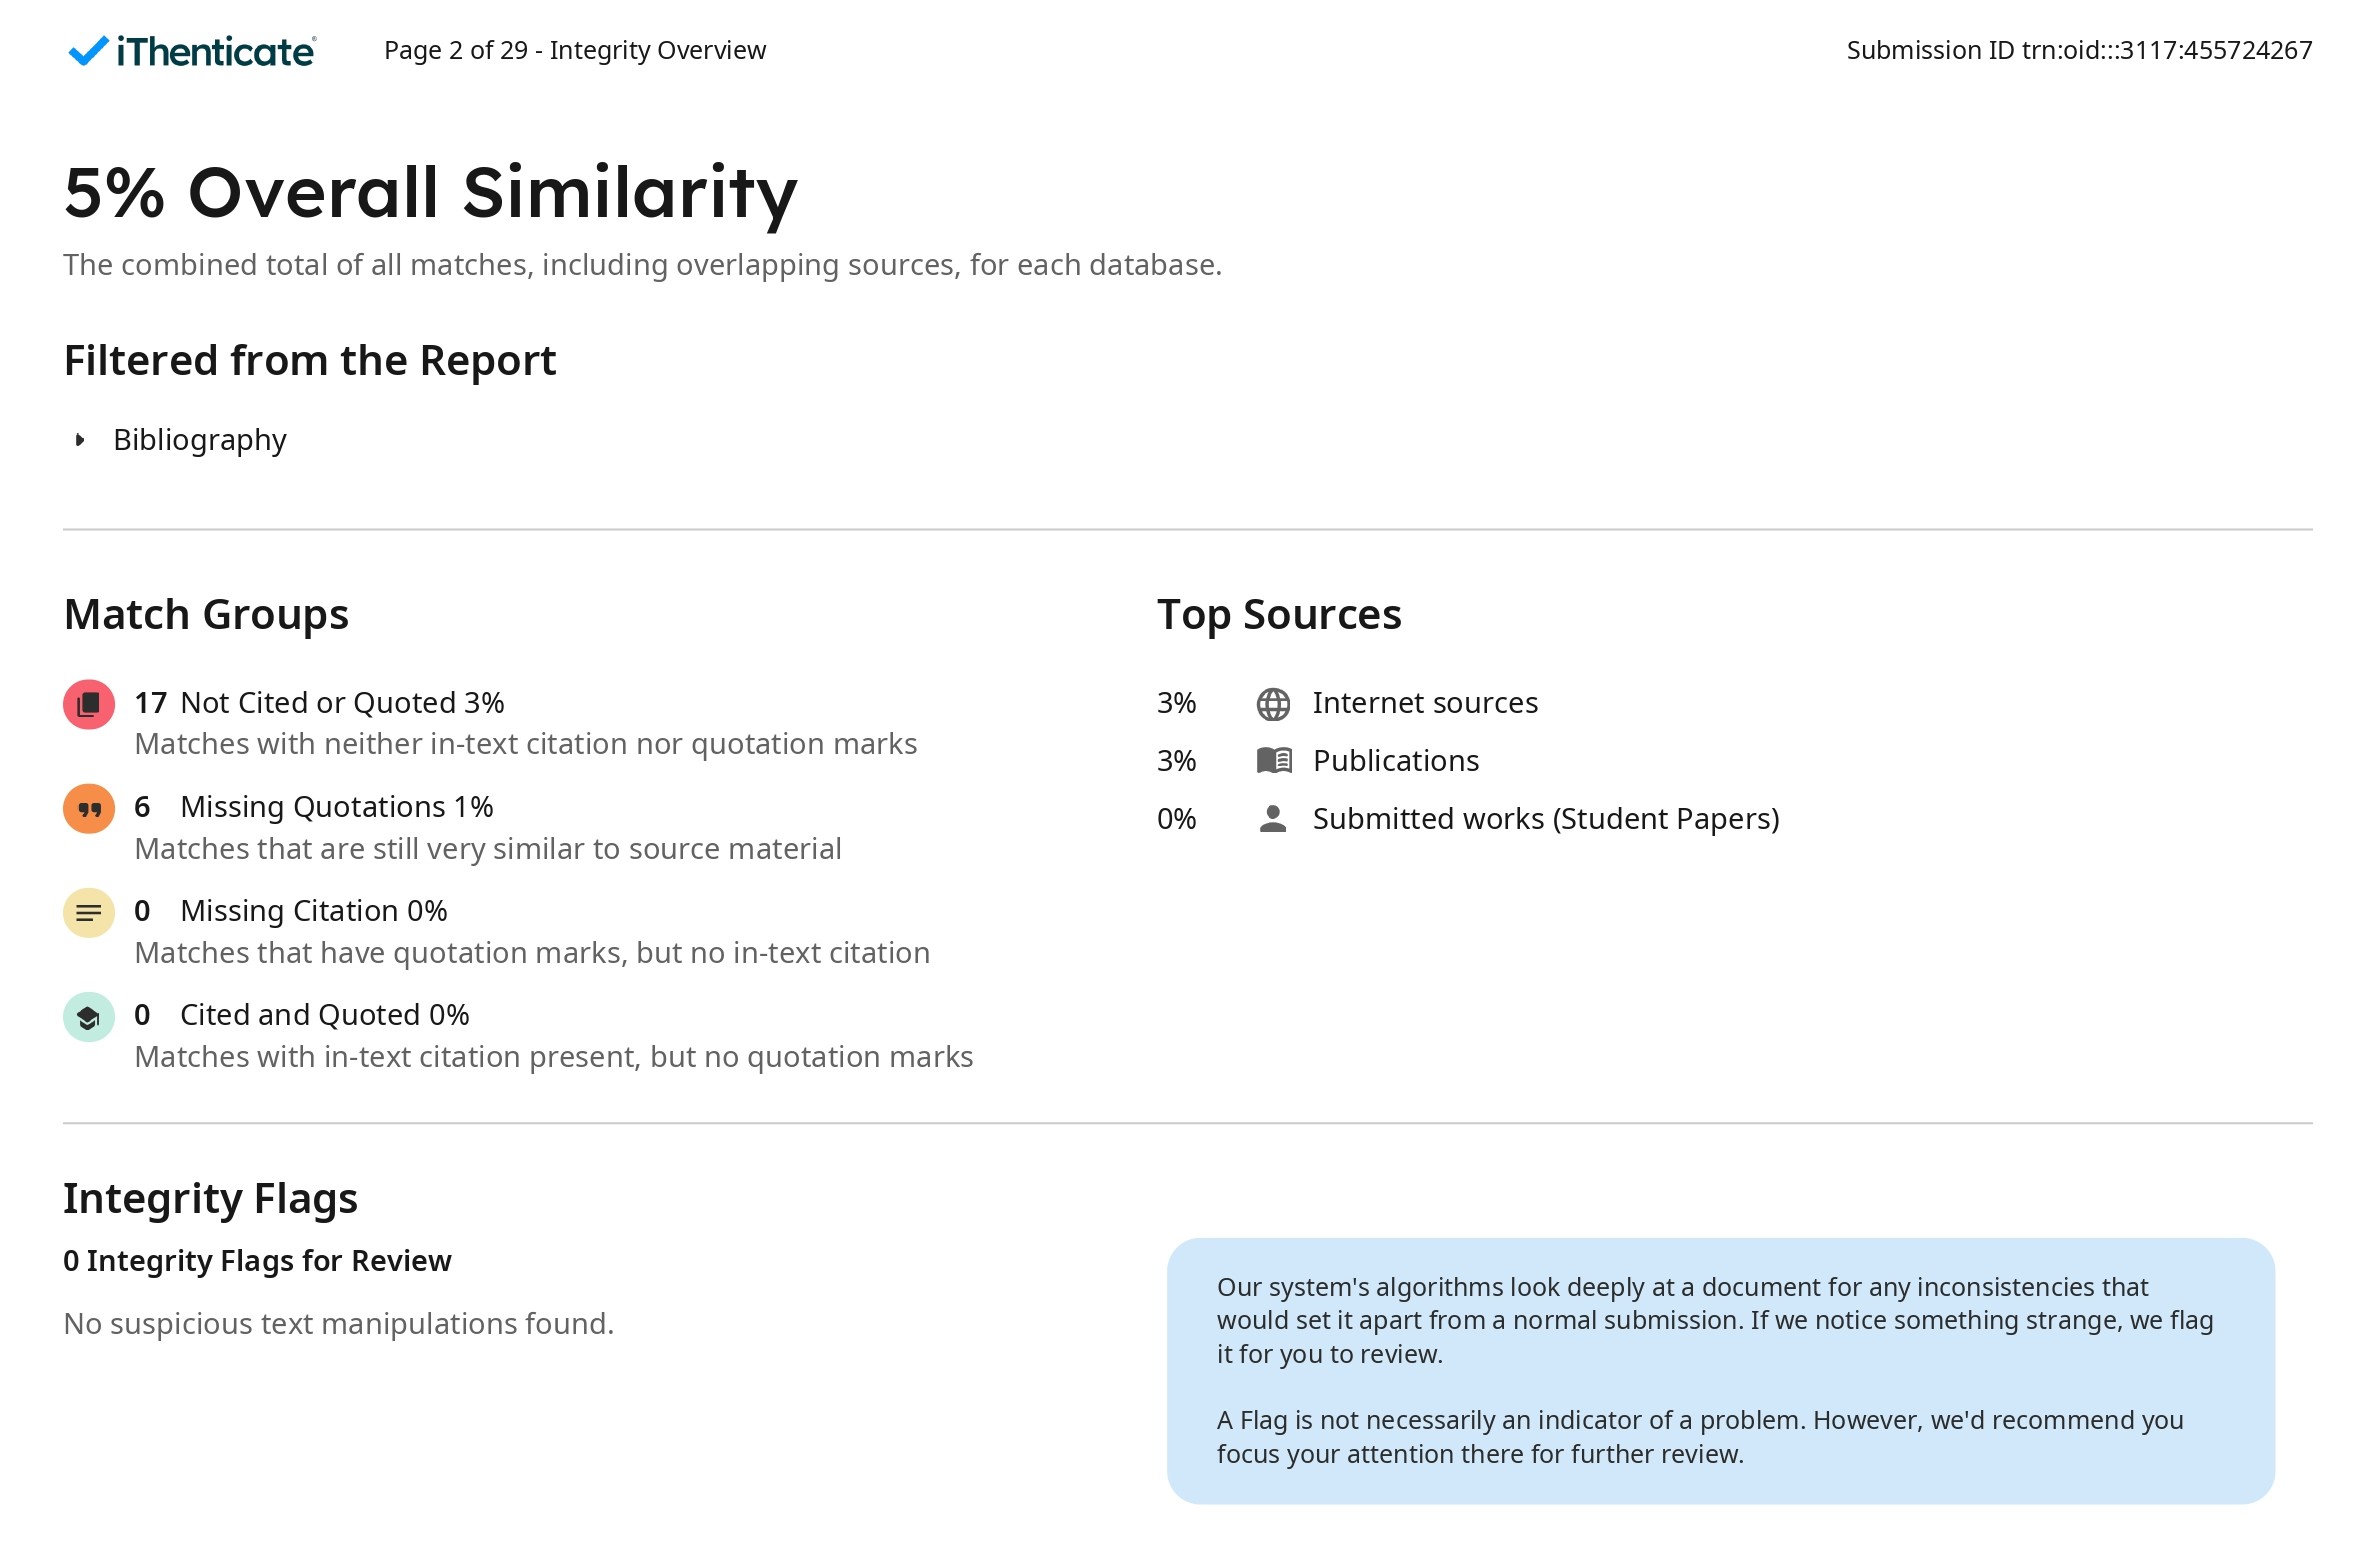 iThenticate®
Page 2 of 29 - Integrity Overview
Submission ID trn:oid:::3117:455724267
5% Overall Similarity
The combined total of all matches, including overlapping sources, for each database.
Filtered from the Report
Bibliography
Match Groups
17 Not Cited or Quoted 3%
Matches with neither in-text citation nor quotation marks
6 Missing Quotations 1%
Matches that are still very similar to source material
0 Missing Citation 0%
Matches that have quotation marks, but no in-text citation
0 Cited and Quoted 0%
Matches with in-text citation present, but no quotation marks
Top Sources
3% Internet sources
3% Publications
0% Submitted works (Student Papers)
Integrity Flags
0 Integrity Flags for Review
No suspicious text manipulations found.
Our system's algorithms look deeply at a document for any inconsistencies that
would set it apart from a normal submission. If we notice something strange, we flag
it for you to review.
A Flag is not necessarily an indicator of a problem. However, we'd recommend you
focus your attention there for further review.